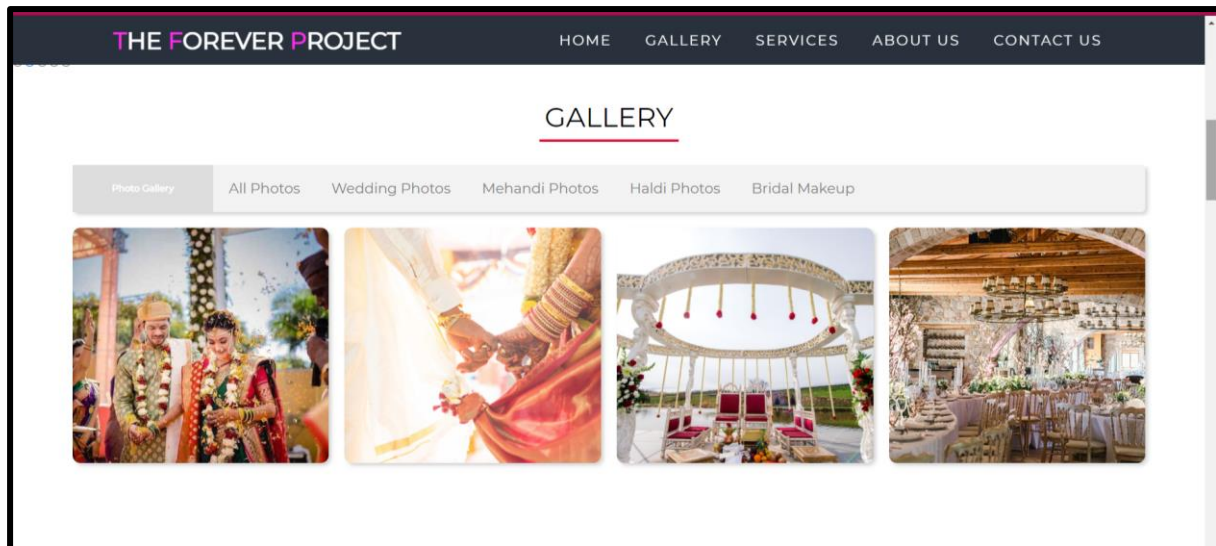 THE FOREVER PROJECT HOME GALLERY SERVICES ABOUT US CONTACT US
GALLERY
Photo Gallery All Photos Wedding Photos Mehandi Photos Haldi Photos Bridal Makeup